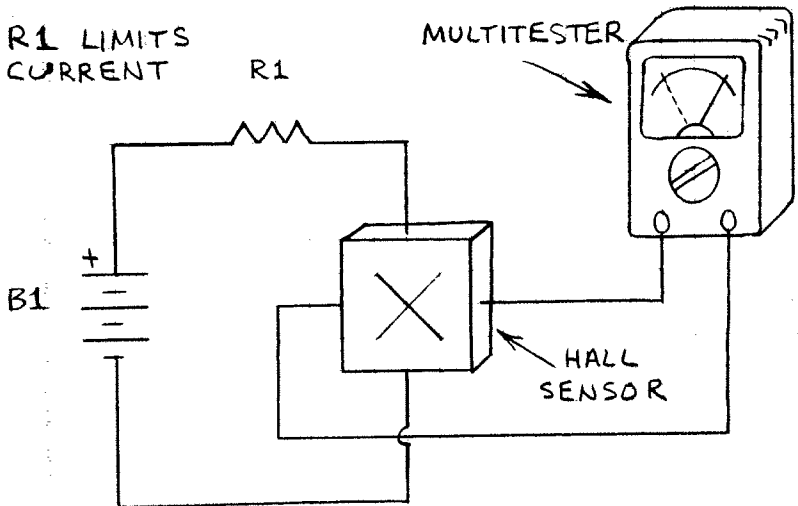 R1 LIMITS
CURRENT
R1
MULTITESTER
+
B1
HALL
SENSOR